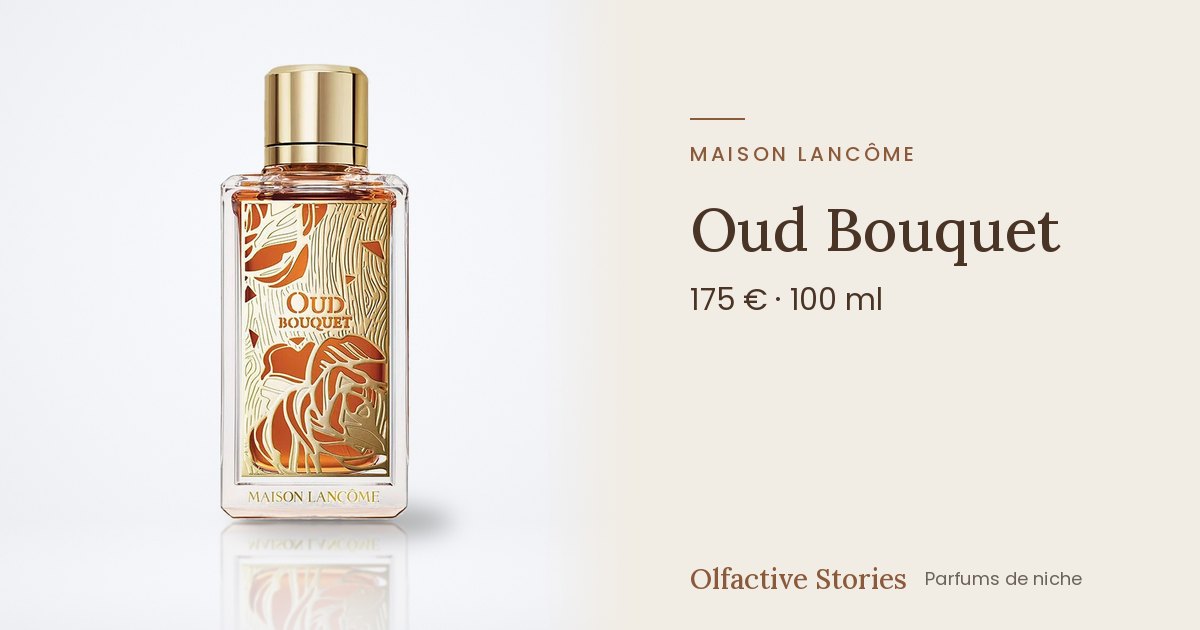 OUD
BOUQUET
MAISON LANCÔME
MAISON LANCÔME
Oud Bouquet
175 € · 100 ml
Olfactive Stories Parfums de niche